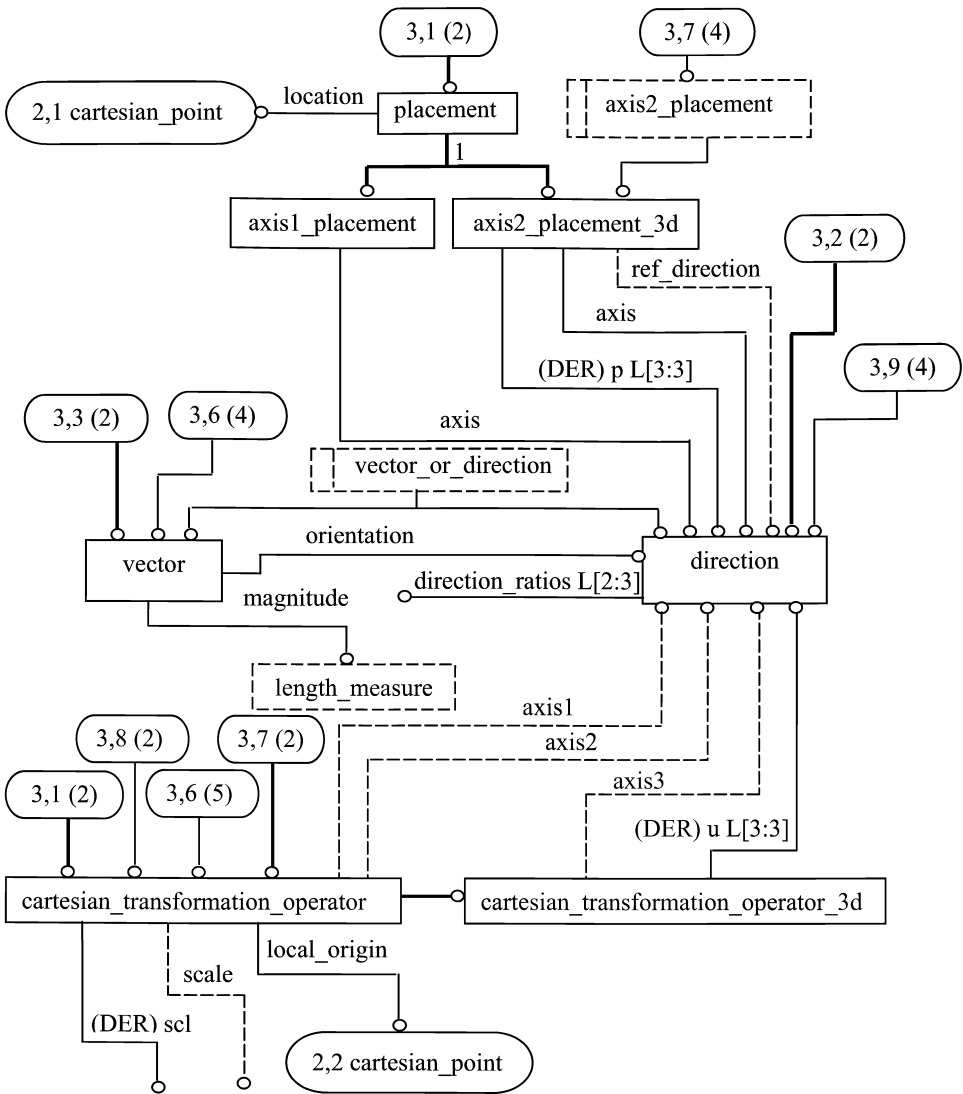 3,1 (2)
3,7 (4)
2,1 cartesian_point
location
placement
axis2_placement
1
axis1_placement
axis2_placement_3d
3,2 (2)
ref_direction
axis
(DER) p L[3:3]
3,9 (4)
3,3 (2)
3,6 (4)
axis
vector_or_direction
orientation
vector
direction
direction_ratios L[2:3]
magnitude
length_measure
axis1
3,8 (2)
3,7 (2)
axis2
axis3
3,1 (2)
3,6 (5)
(DER) u L[3:3]
cartesian_transformation_operator
cartesian_transformation_operator_3d
local_origin
scale
(DER) scl
2,2 cartesian_point